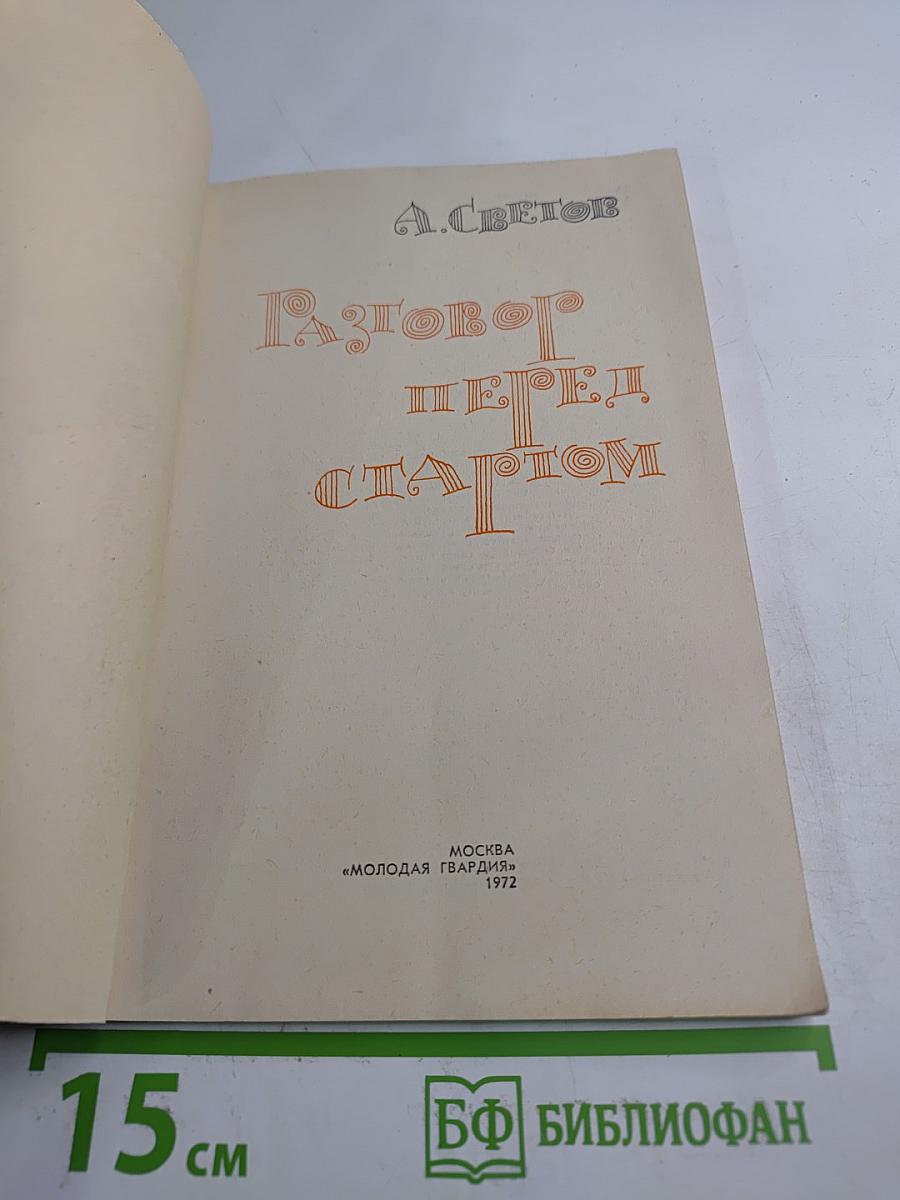 А. Светов
Разговор
перед
стартом
МОСКВА
«МОЛОДАЯ ГВАРДИЯ»
1972
15 см
БФ БИБЛИОФАН